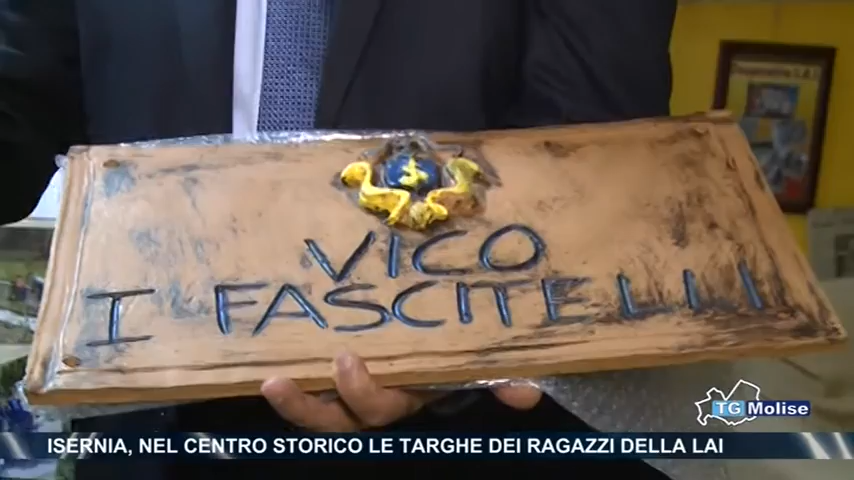 VICO
I FASCITELLI
TG Molise
ISERNIA, NEL CENTRO STORICO LE TARGHE DEI RAGAZZI DELLA LAI